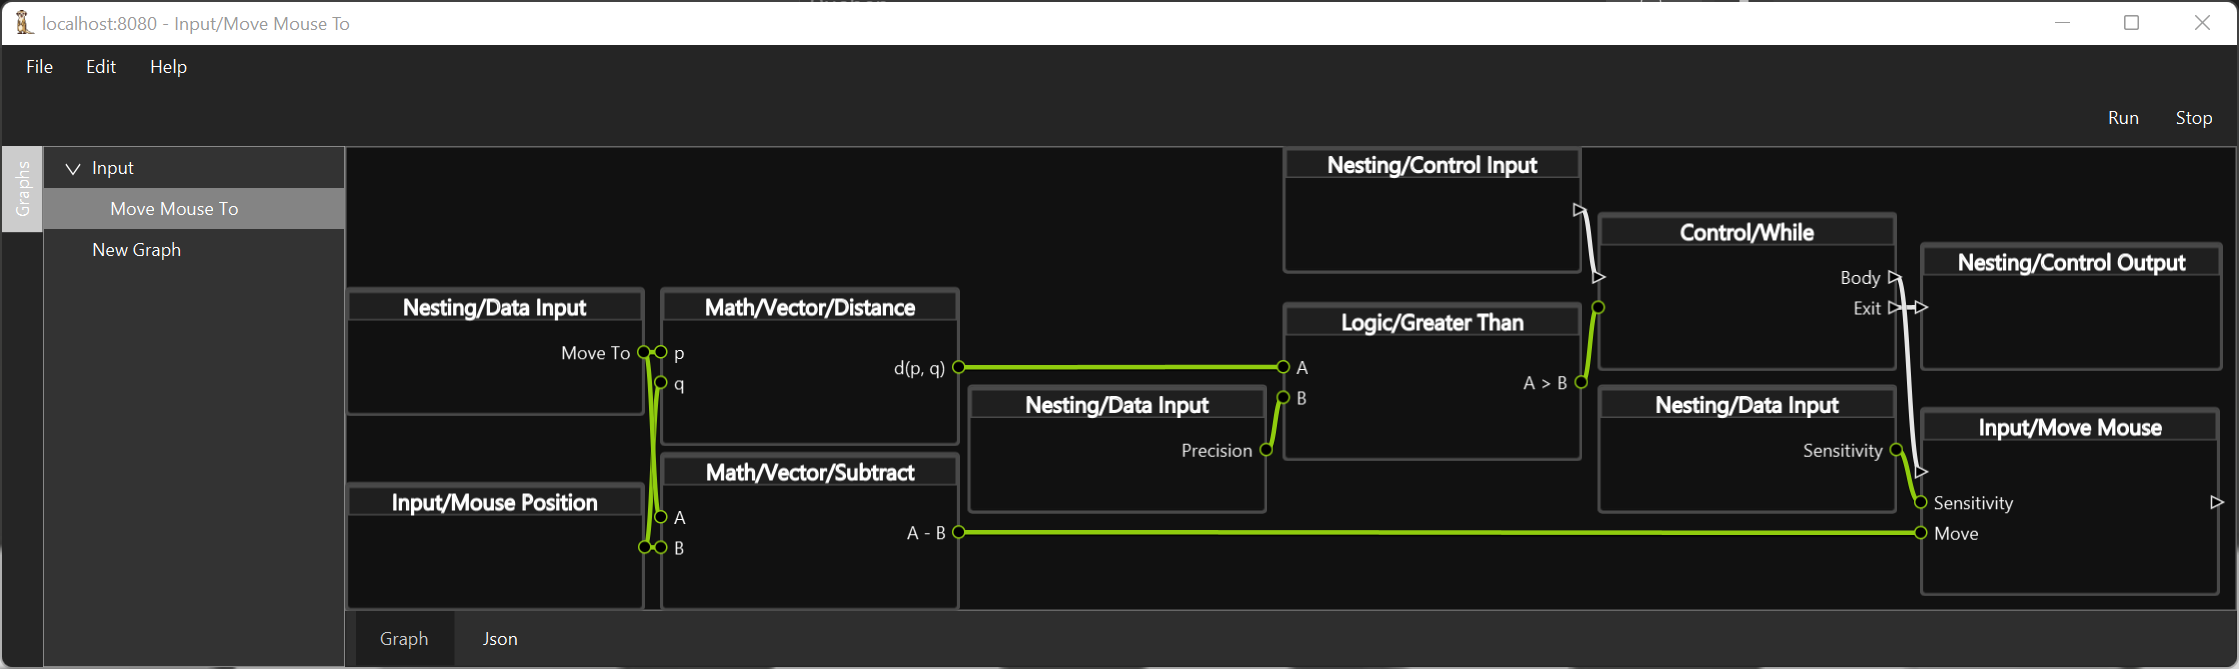 localhost:8080 - Input/Move Mouse To
File Edit Help
Run Stop
Graphs
Input
Move Mouse To
New Graph
Nesting/Data Input
Move To
Input/Mouse Position
Math/Vector/Distance
p
q
d(p, q)
Math/Vector/Subtract
A
B
A - B
Nesting/Data Input
Precision
Nesting/Control Input
Logic/Greater Than
A
B
A > B
Control/While
Body
Exit
Nesting/Data Input
Sensitivity
Nesting/Control Output
Input/Move Mouse
Sensitivity
Move
Graph Json